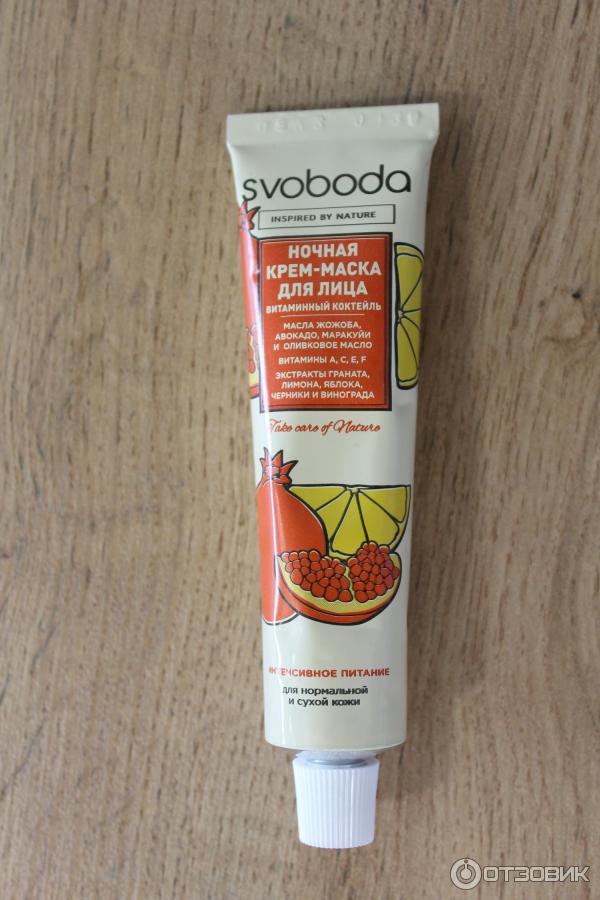 svoboda
INSPIRED BY NATURE
НОЧНАЯ
КРЕМ-МАСКА
ДЛЯ ЛИЦА
ВИТАМИННЫЙ КОКТЕЙЛЬ
МАСЛА ЖОЖОБА,
АВОКАДО, МАРАКУЙИ
И ОЛИВКОВОЕ МАСЛО
ВИТАМИНЫ А, С, Е, F
ЭКСТРАКТЫ ГРАНАТА,
ЛИМОНА, ЯБЛОКА,
ЧЕРНИКИ И ВИНОГРАДА
Take care of Nature
ИНТЕНСИВНОЕ ПИТАНИЕ
для нормальной
и сухой кожи
ОТЗОВИК